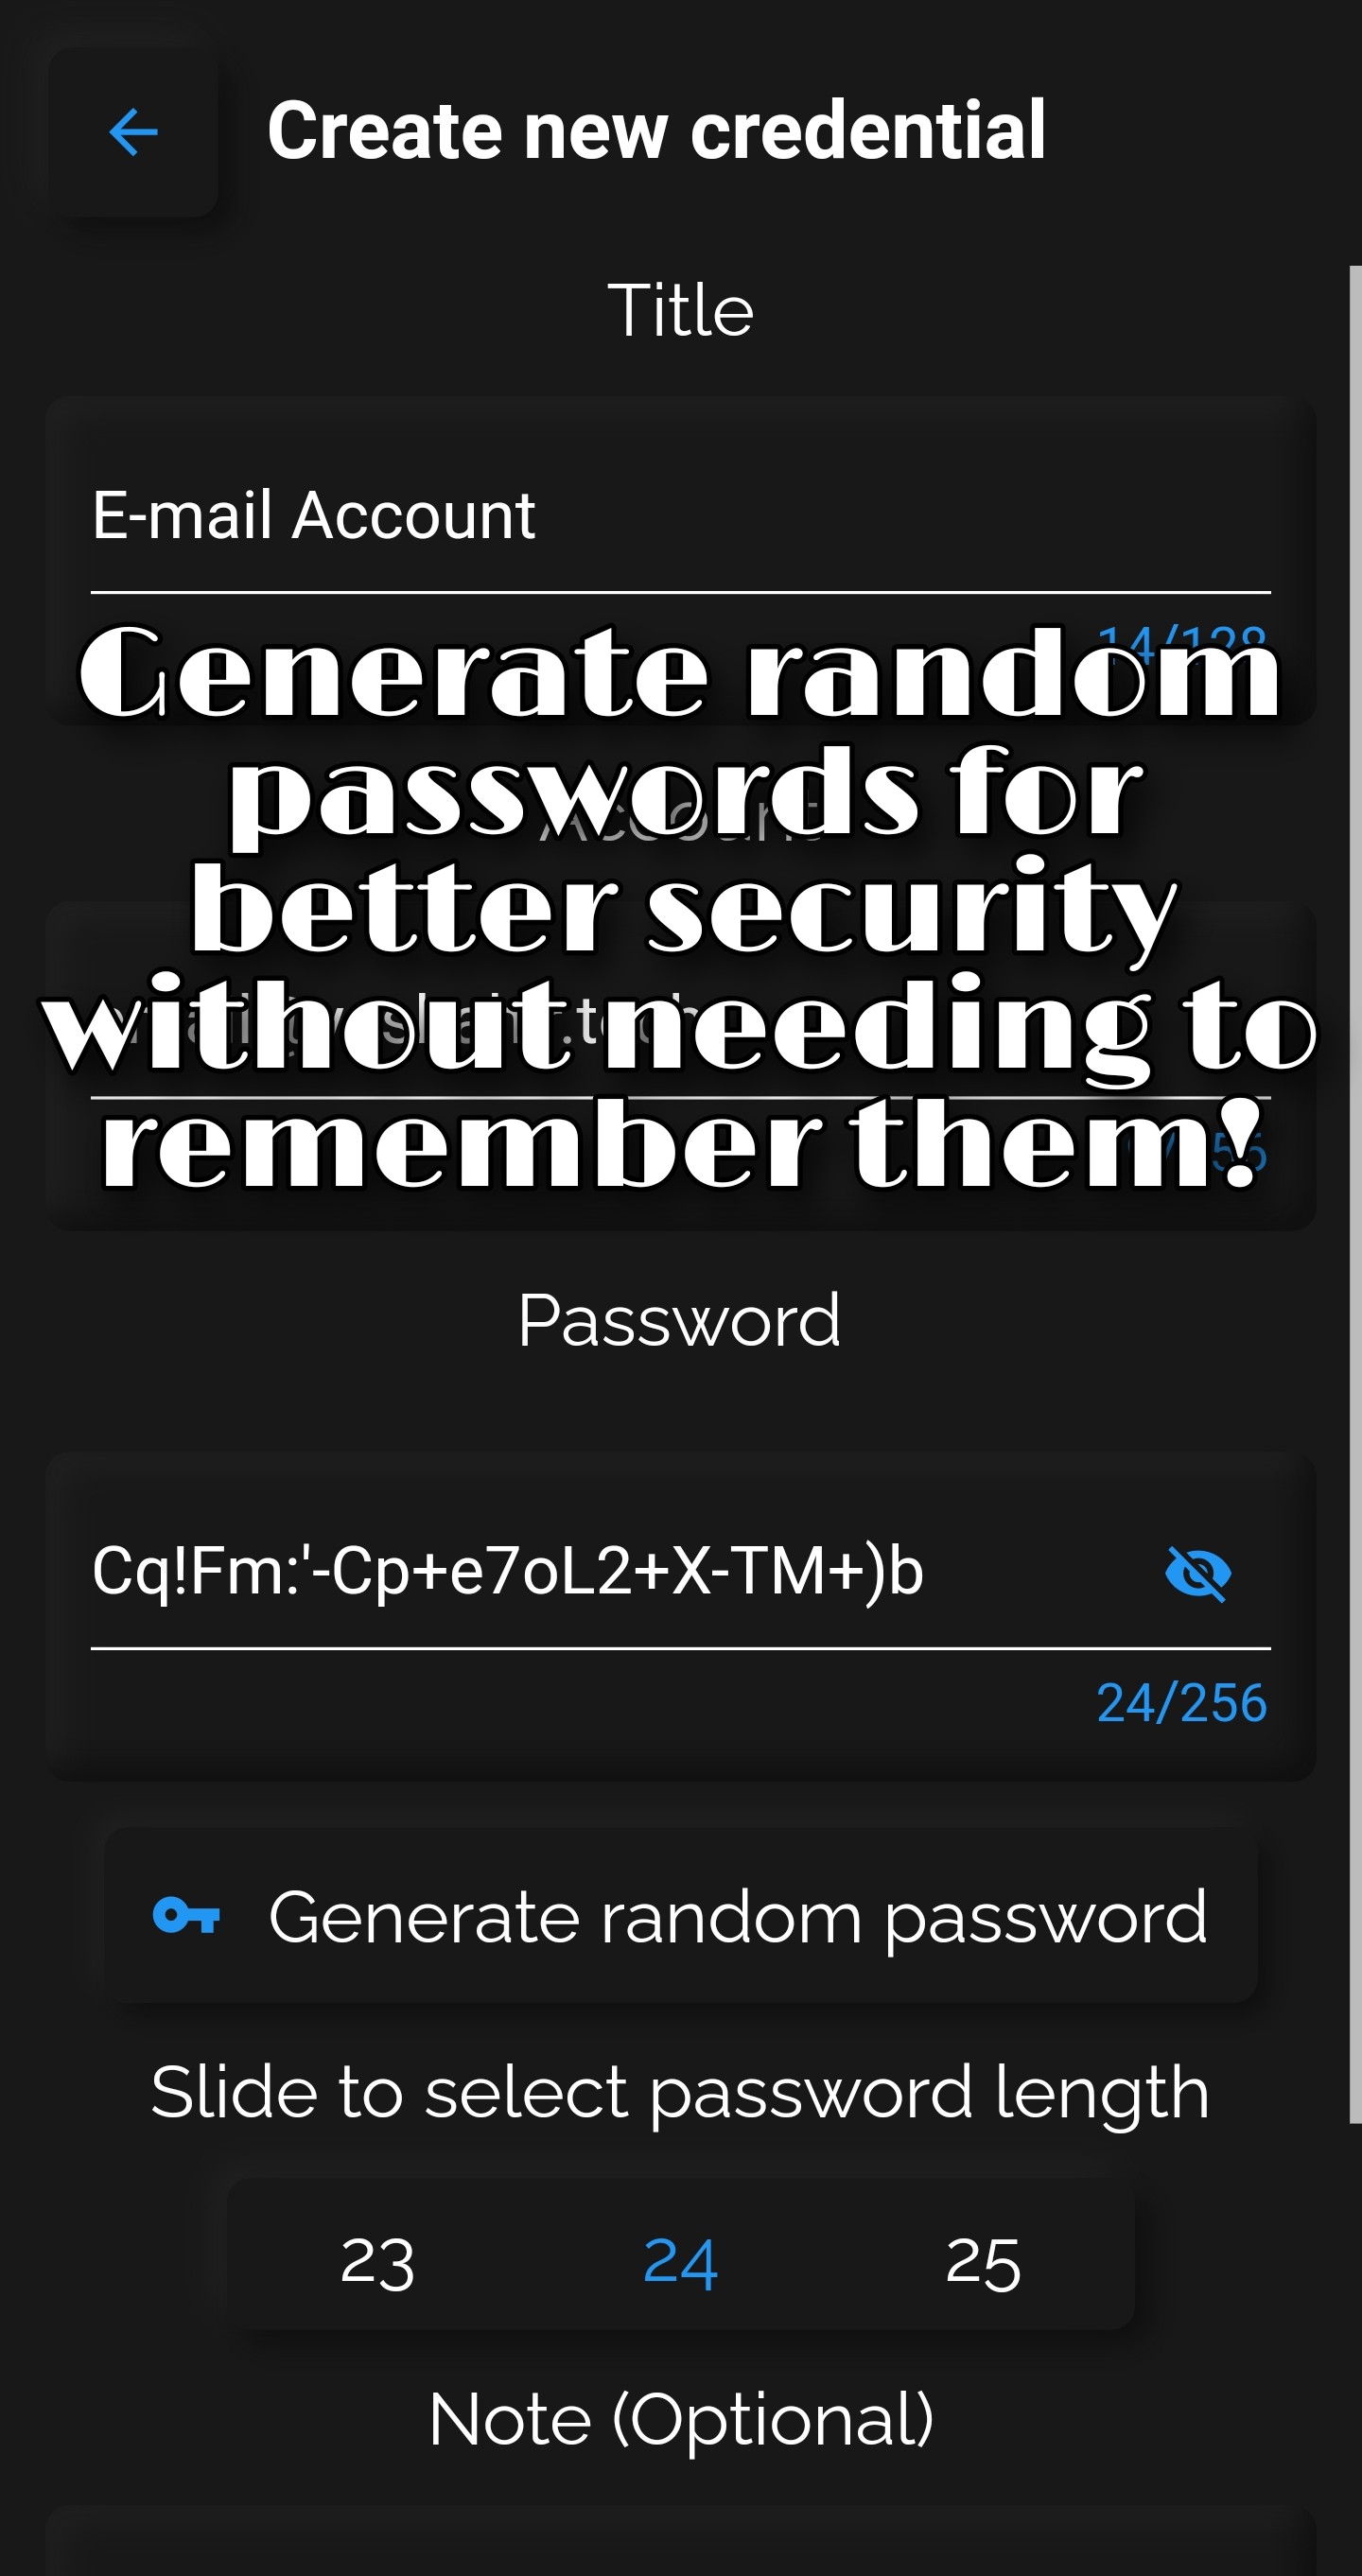 Create new credential
Title
E-mail Account
14/128
Generate random
passwords for
Account
better security
without needing to
remember them!
Password
Cq!Fm:'-Cp+e7oL2+X-TM+)b
24/256
Generate random password
Slide to select password length
23 24 25
Note (Optional)